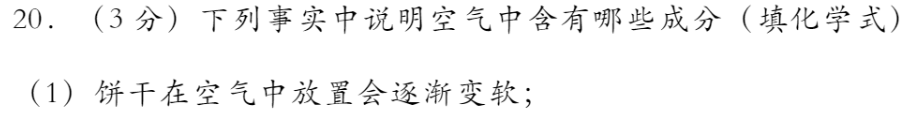 20．（3 分）下列事实中说明空气中含有哪些成分（填化学式）
（1）饼干在空气中放置会逐渐变软；